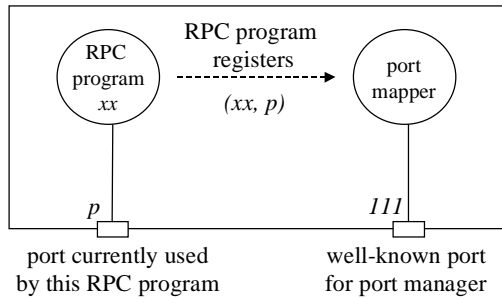 RPC
program
xx
RPC program
registers
(xx, p)
port
mapper
p
111
port currently used
by this RPC program
well-known port
for port manager